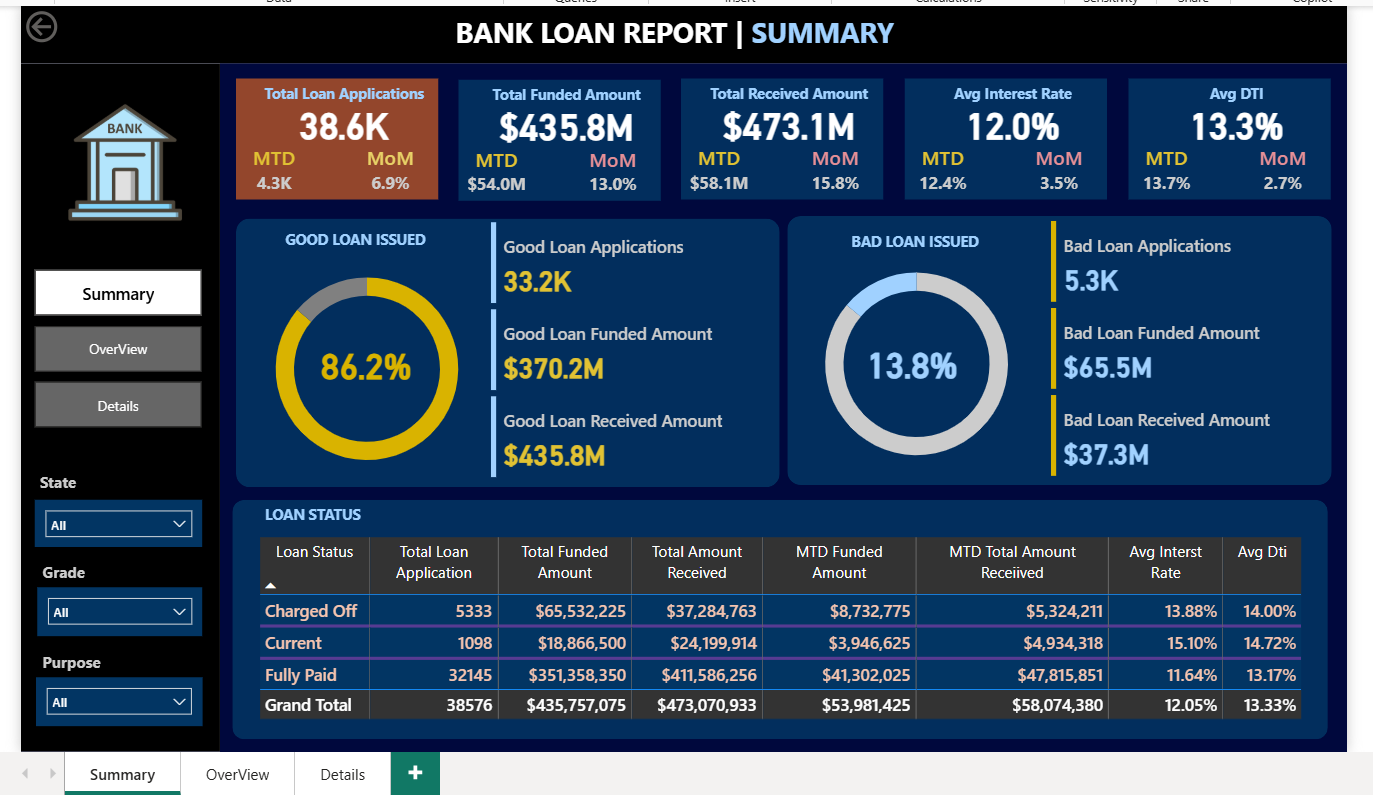 Data Queries Insert Calculations Sensitivity Share Copilot
BANK LOAN REPORT | SUMMARY
BANK
Summary
OverView
Details
State
All
Grade
All
Purpose
All
Total Loan Applications
38.6K
MTD MoM
4.3K 6.9%
Total Funded Amount
$435.8M
MTD MoM
$54.0M 13.0%
Total Received Amount
$473.1M
MTD MoM
$58.1M 15.8%
Avg Interest Rate
12.0%
MTD MoM
12.4% 3.5%
Avg DTI
13.3%
MTD MoM
13.7% 2.7%
GOOD LOAN ISSUED
86.2%
Good Loan Applications
33.2K
Good Loan Funded Amount
$370.2M
Good Loan Received Amount
$435.8M
BAD LOAN ISSUED
13.8%
Bad Loan Applications
5.3K
Bad Loan Funded Amount
$65.5M
Bad Loan Received Amount
$37.3M
LOAN STATUS
Loan Status Total Loan Total Funded Total Amount MTD Funded MTD Total Amount Avg Interst Avg Dti
Application Amount Received Amount Receiived Rate
Charged Off 5333 $65,532,225 $37,284,763 $8,732,775 $5,324,211 13.88% 14.00%
Current 1098 $18,866,500 $24,199,914 $3,946,625 $4,934,318 15.10% 14.72%
Fully Paid 32145 $351,358,350 $411,586,256 $41,302,025 $47,815,851 11.64% 13.17%
Grand Total 38576 $435,757,075 $473,070,933 $53,981,425 $58,074,380 12.05% 13.33%
Summary OverView Details +